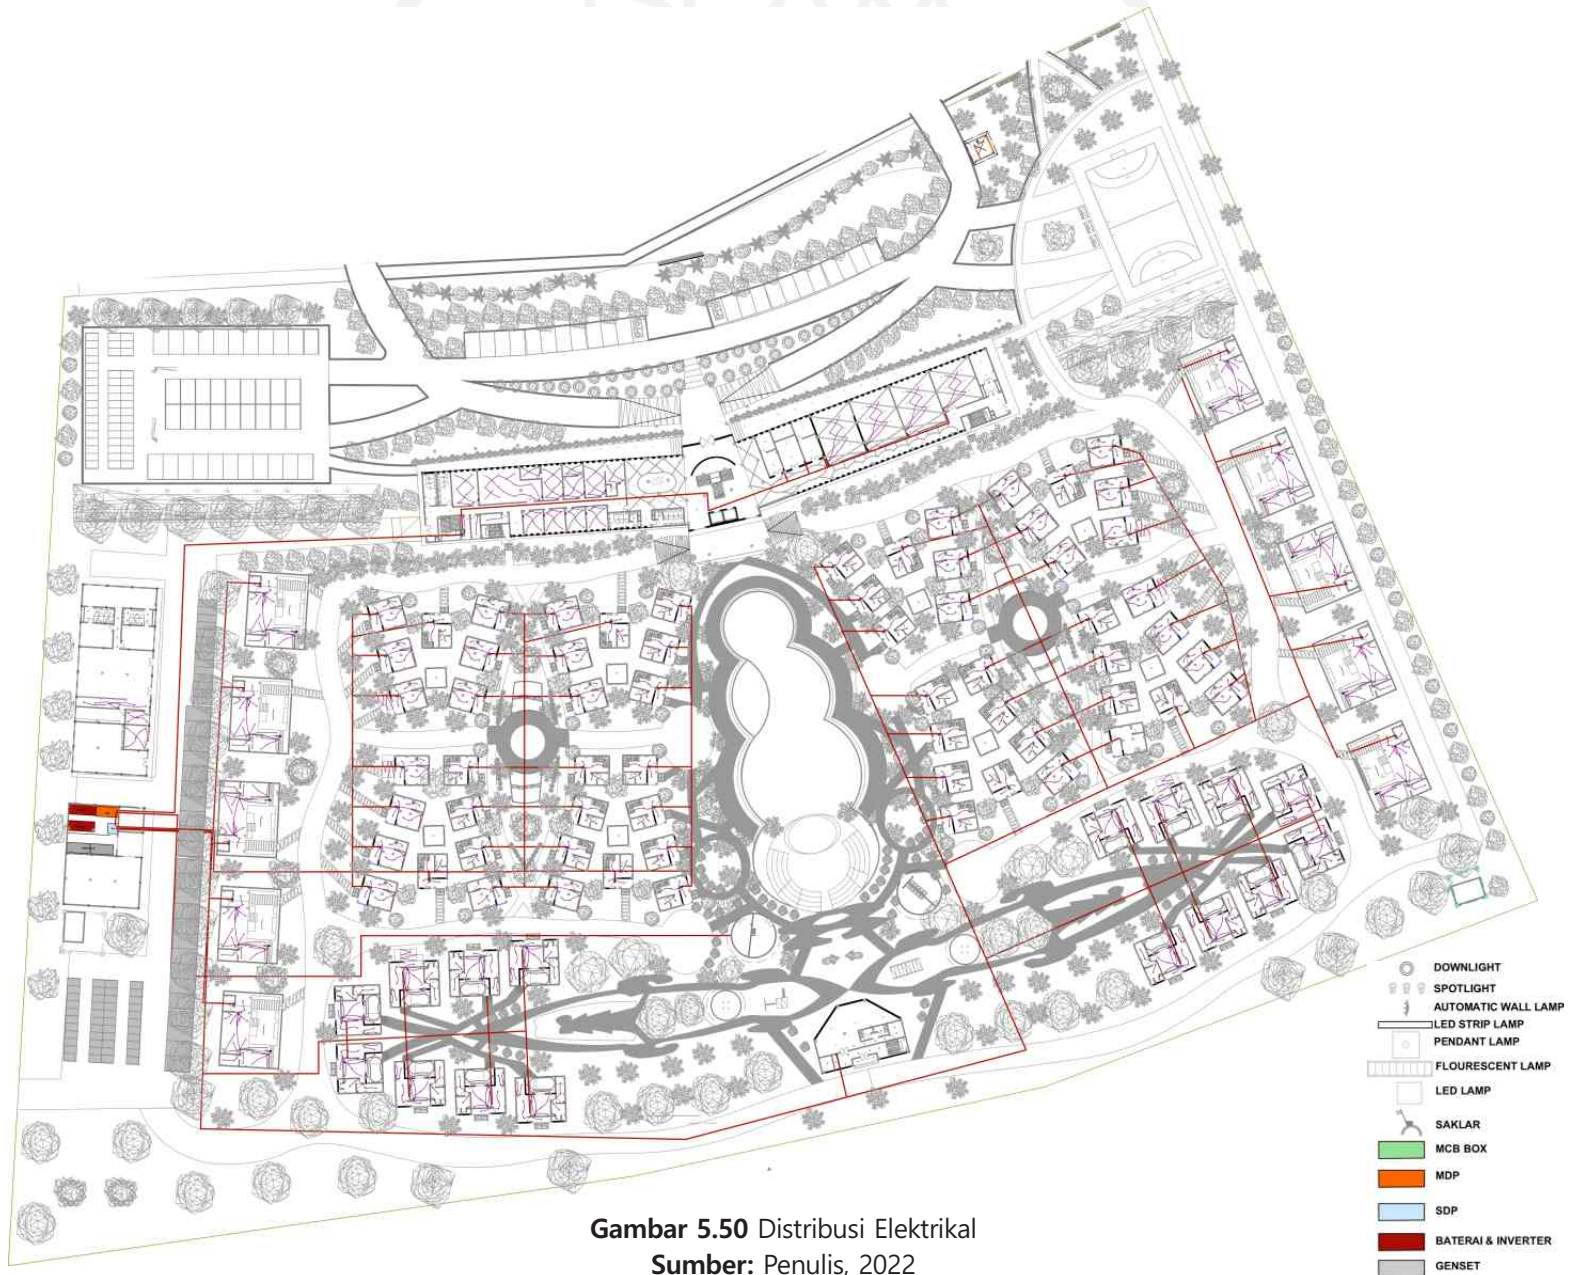 DOWNLIGHT
SPOTLIGHT
AUTOMATIC WALL LAMP
LED STRIP LAMP
PENDANT LAMP
FLOURESCENT LAMP
LED LAMP
SAKLAR
MCB BOX
MDP
SDP
BATERAI & INVERTER
GENSET
Gambar 5.50 Distribusi Elektrikal
Sumber: Penulis, 2022